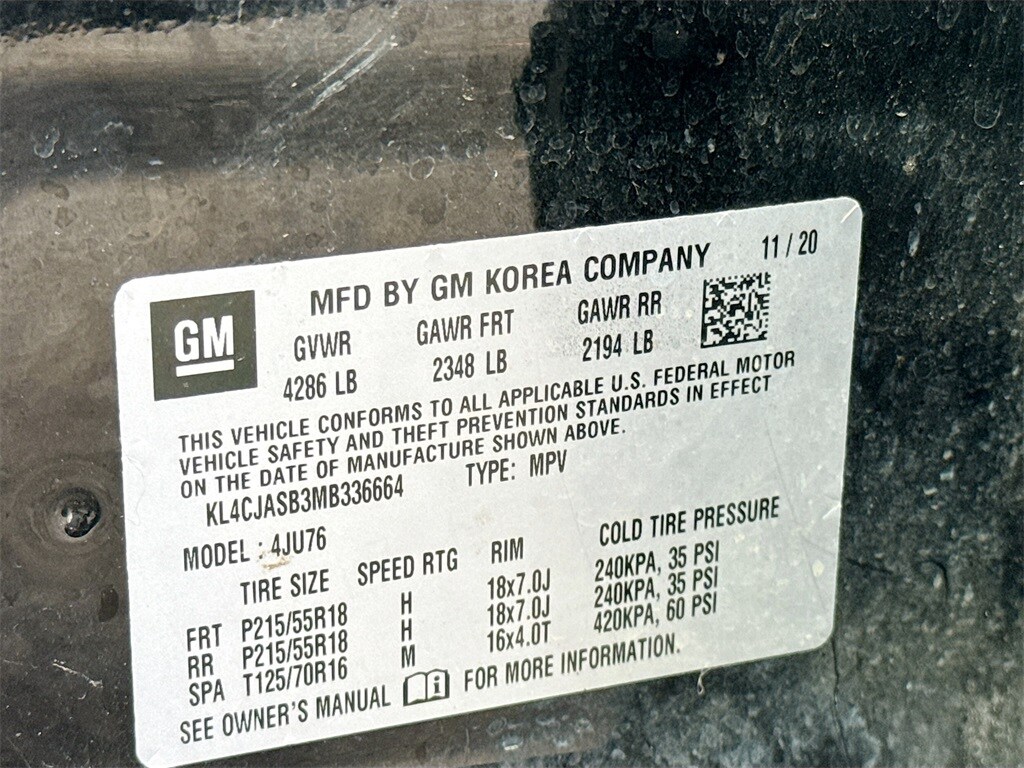 MFD BY GM KOREA COMPANY 11 / 20
GM
GVWR GAWR FRT GAWR RR
4286 LB 2348 LB 2194 LB
THIS VEHICLE CONFORMS TO ALL APPLICABLE U.S. FEDERAL MOTOR
VEHICLE SAFETY AND THEFT PREVENTION STANDARDS IN EFFECT
ON THE DATE OF MANUFACTURE SHOWN ABOVE.
KL4CJASB3MB336664 TYPE: MPV
MODEL : 4JU76
TIRE SIZE SPEED RTG RIM COLD TIRE PRESSURE
FRT P215/55R18 H 18x7.0J 240KPA, 35 PSI
RR P215/55R18 H 18x7.0J 240KPA, 35 PSI
SPA T125/70R16 M 16x4.0T 420KPA, 60 PSI
SEE OWNER'S MANUAL i FOR MORE INFORMATION.